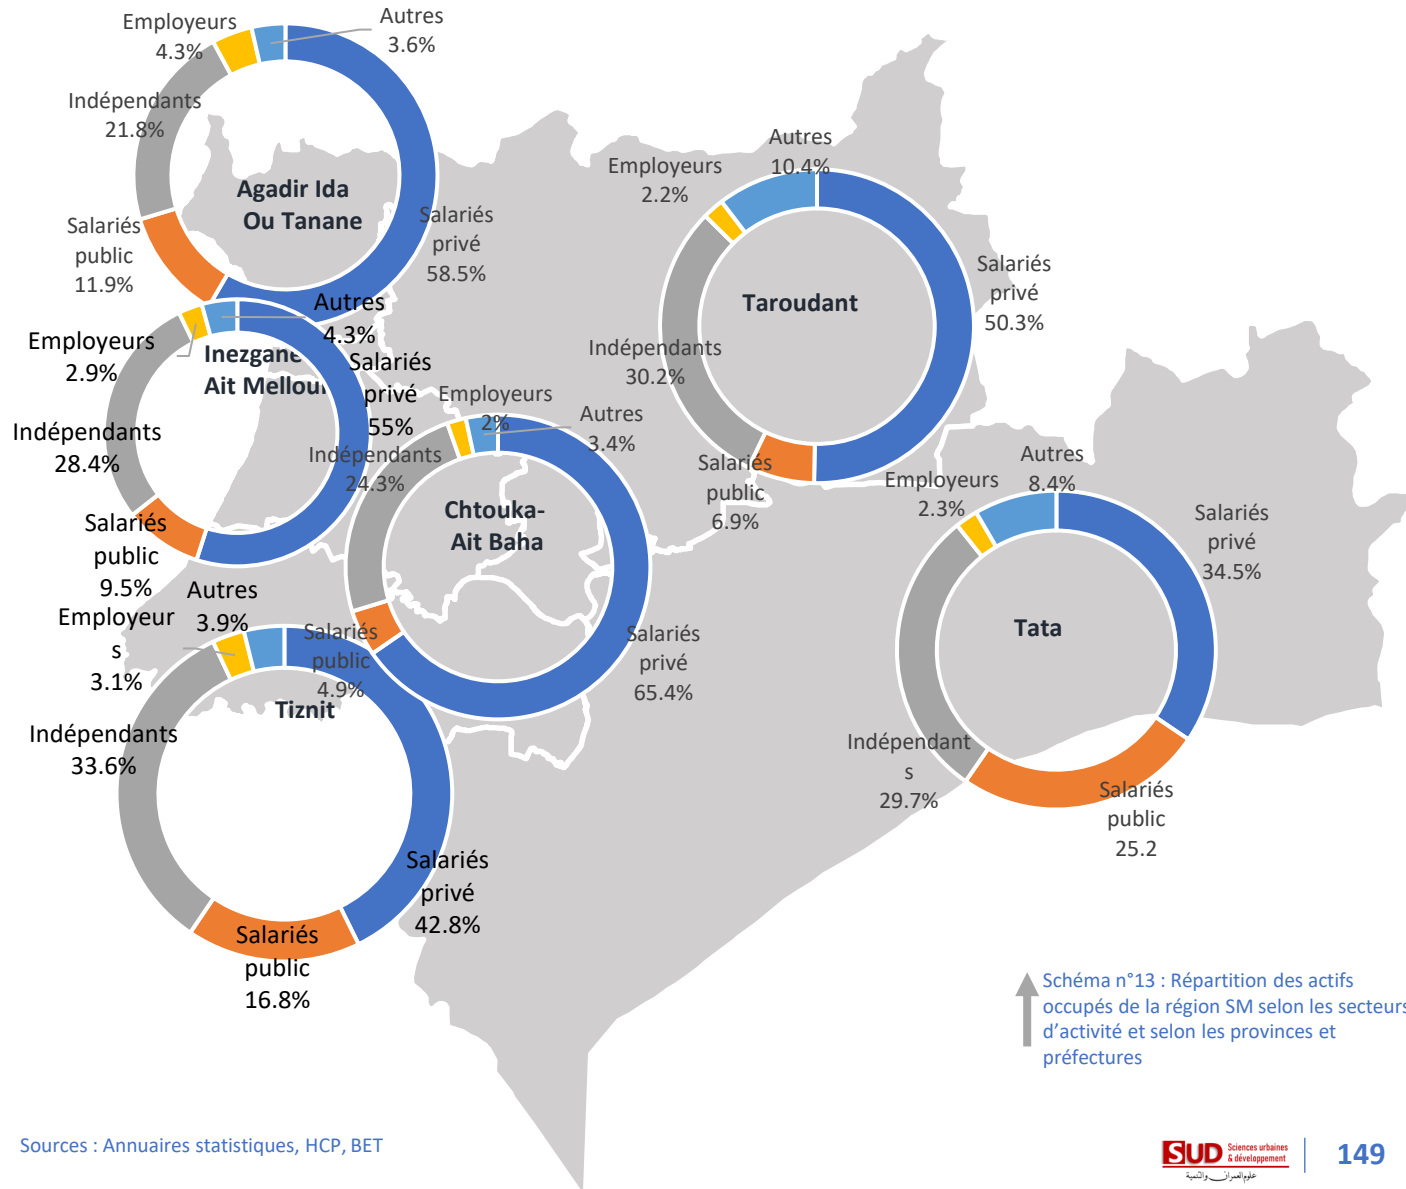 Employeurs
4.3%
Autres
3.6%
Indépendants
21.8%
Agadir Ida
Ou Tanane
Salariés
public
11.9%
Salariés
privé
58.5%
Employeurs
2.9%
Autres
4.3%
Inezgane
Ait Melloul
Salariés
privé
55%
Indépendants
28.4%
Salariés
public
9.5%
Employeurs
2%
Autres
3.4%
Indépendants
24.3%
Chtouka-
Ait Baha
Salariés
public
4.9%
Salariés
privé
65.4%
Autres
3.9%
Employeur
s
3.1%
Tiznit
Indépendants
33.6%
Salariés
privé
42.8%
Salariés
public
16.8%
Employeurs
2.2%
Autres
10.4%
Taroudant
Salariés
privé
50.3%
Indépendants
30.2%
Salariés
public
6.9%
Employeurs
2.3%
Autres
8.4%
Salariés
privé
34.5%
Tata
Indépendant
s
29.7%
Salariés
public
25.2
Schéma n°13 : Répartition des actifs
occupés de la région SM selon les secteurs
d'activité et selon les provinces et
préfectures
Sources : Annuaires statistiques, HCP, BET
SUD Sciences urbaines
& développement
علوم العمران والتنمية
149